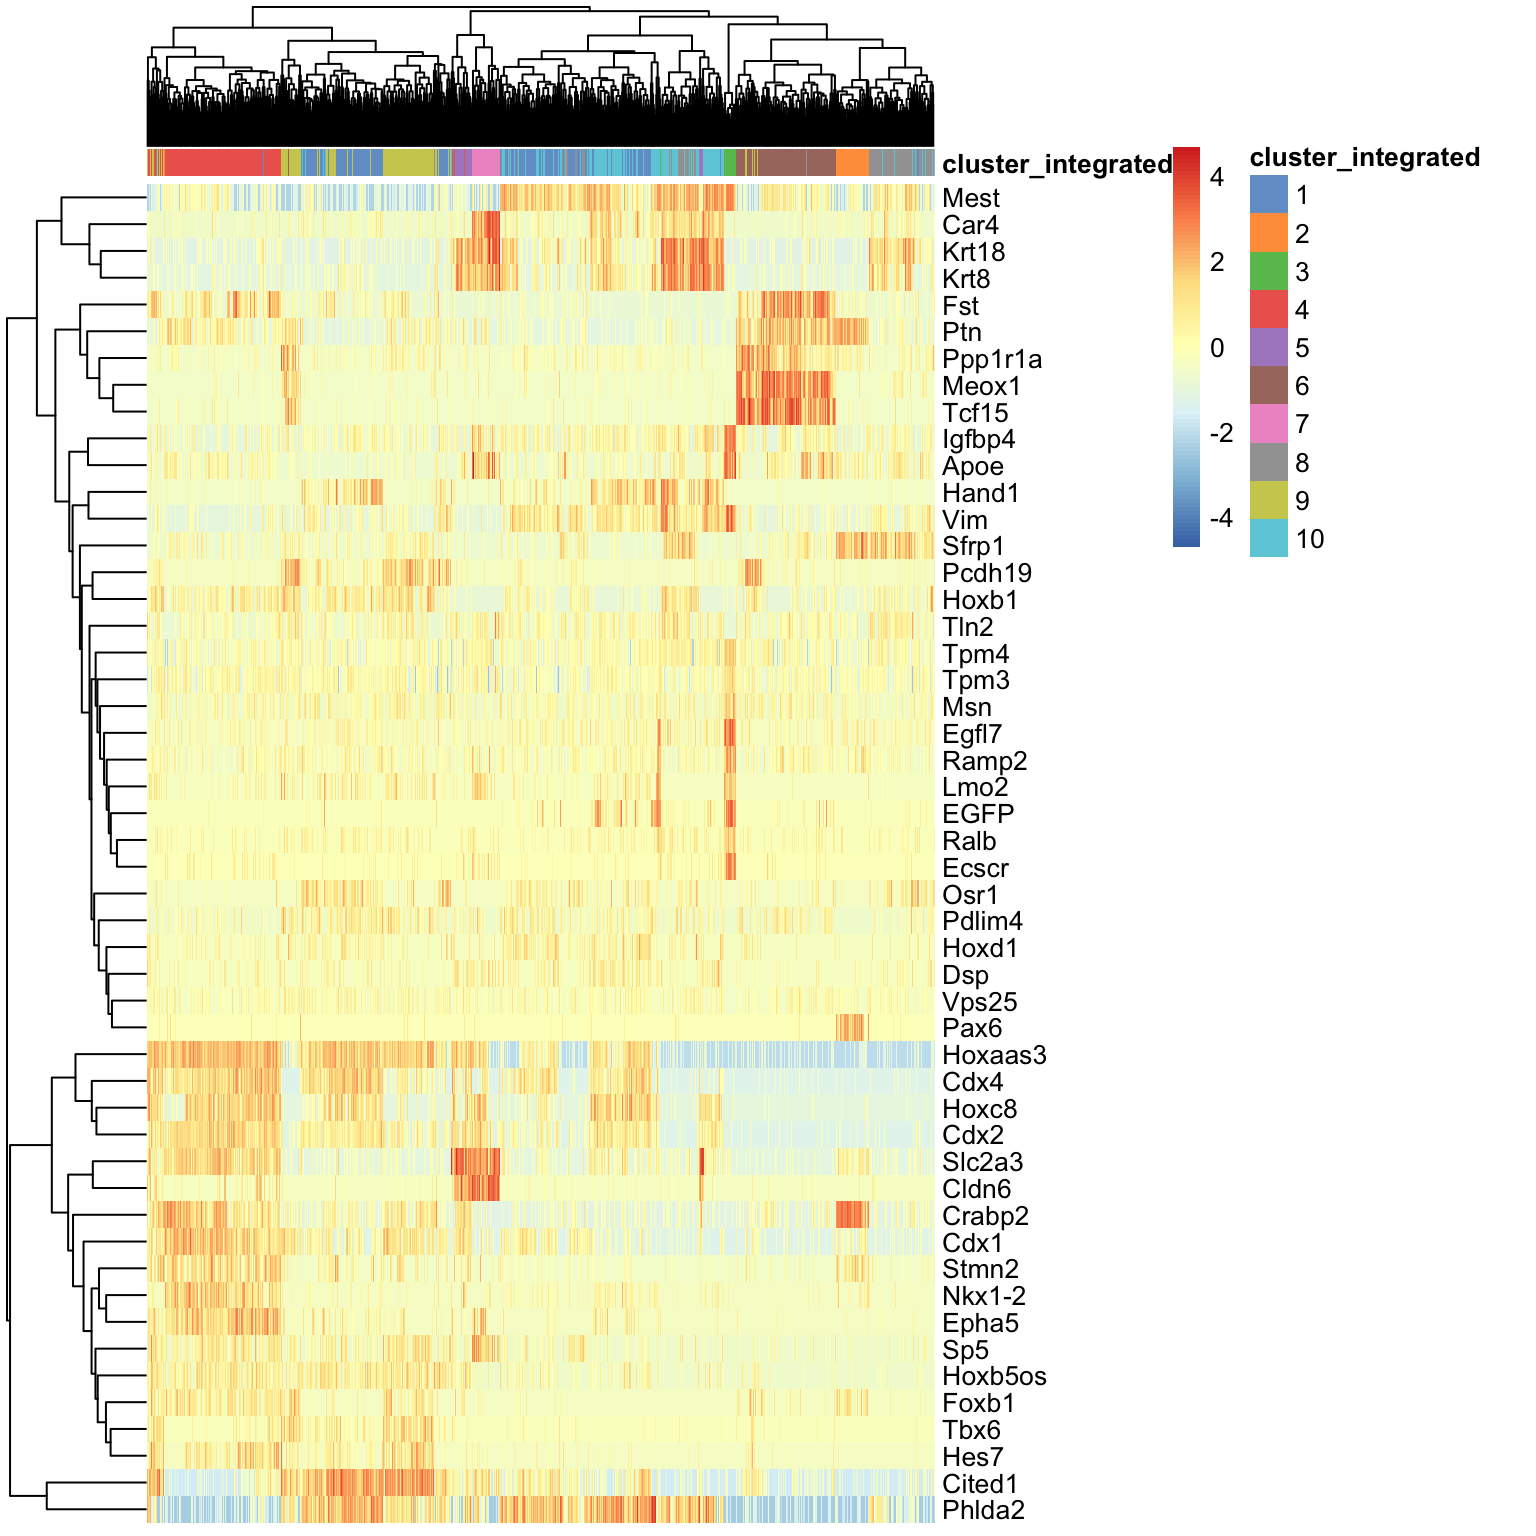 cluster_integrated
Mest
Car4
Krt18
Krt8
Fst
Ptn
Ppp1r1a
Meox1
Tcf15
Igfbp4
Apoe
Hand1
Vim
Sfrp1
Pcdh19
Hoxb1
Tln2
Tpm4
Tpm3
Msn
Egfl7
Ramp2
Lmo2
EGFP
Ralb
Ecscr
Osr1
Pdlim4
Hoxd1
Dsp
Vps25
Pax6
Hoxaas3
Cdx4
Hoxc8
Cdx2
Slc2a3
Cldn6
Crabp2
Cdx1
Stmn2
Nkx1-2
Epha5
Sp5
Hoxb5os
Foxb1
Tbx6
Hes7
Cited1
Phlda2
4
2
0
-2
-4
cluster_integrated
1
2
3
4
5
6
7
8
9
10